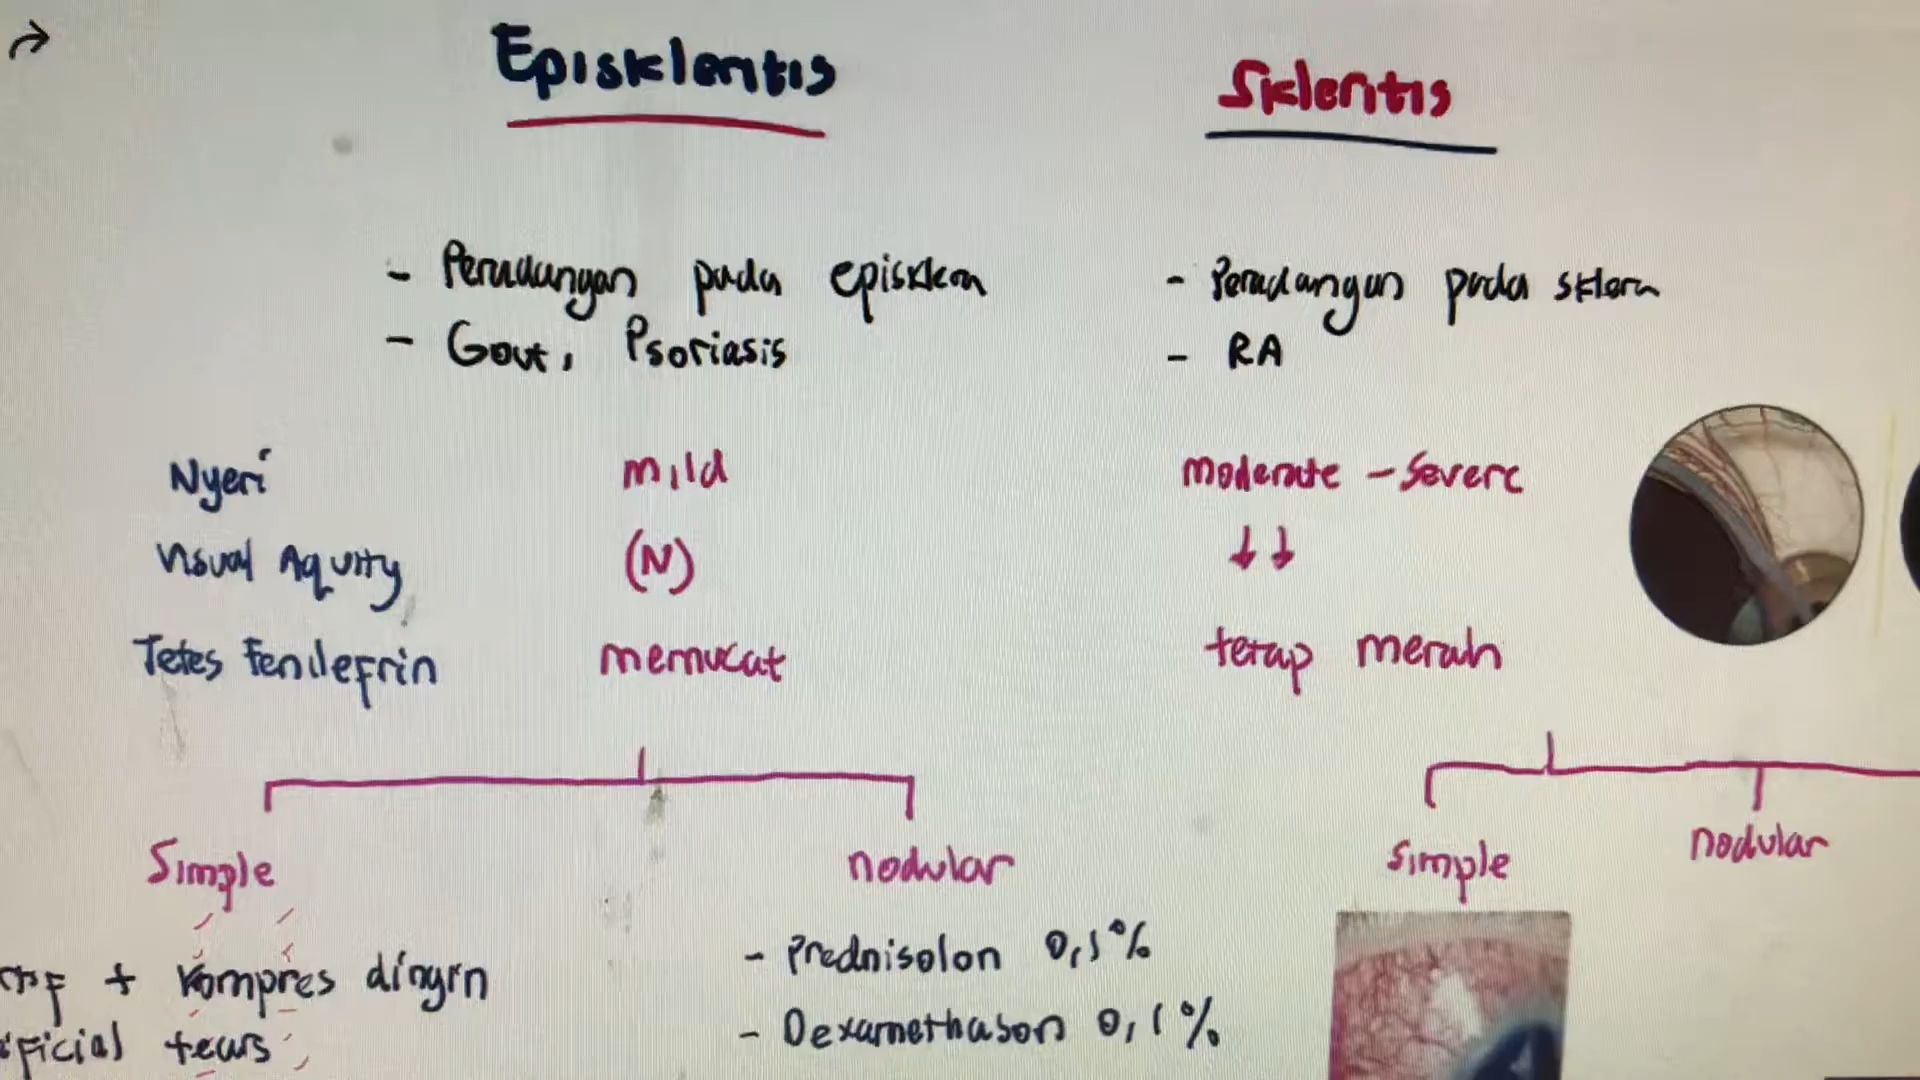 Episkleritis
Skleritis
- Peradangan pada episklera
- Gout, Psoriasis
- Peradangan pada sklera
- RA
Nyeri mild moderate - severe
Visual Aquity (N) ↓↓
Tetes Fenilefrin memucat tetap merah
Simple nodular
simple nodular
+ Kompres dingin
tears
- Prednisolon 0,5%
- Dexamethason 0,1%